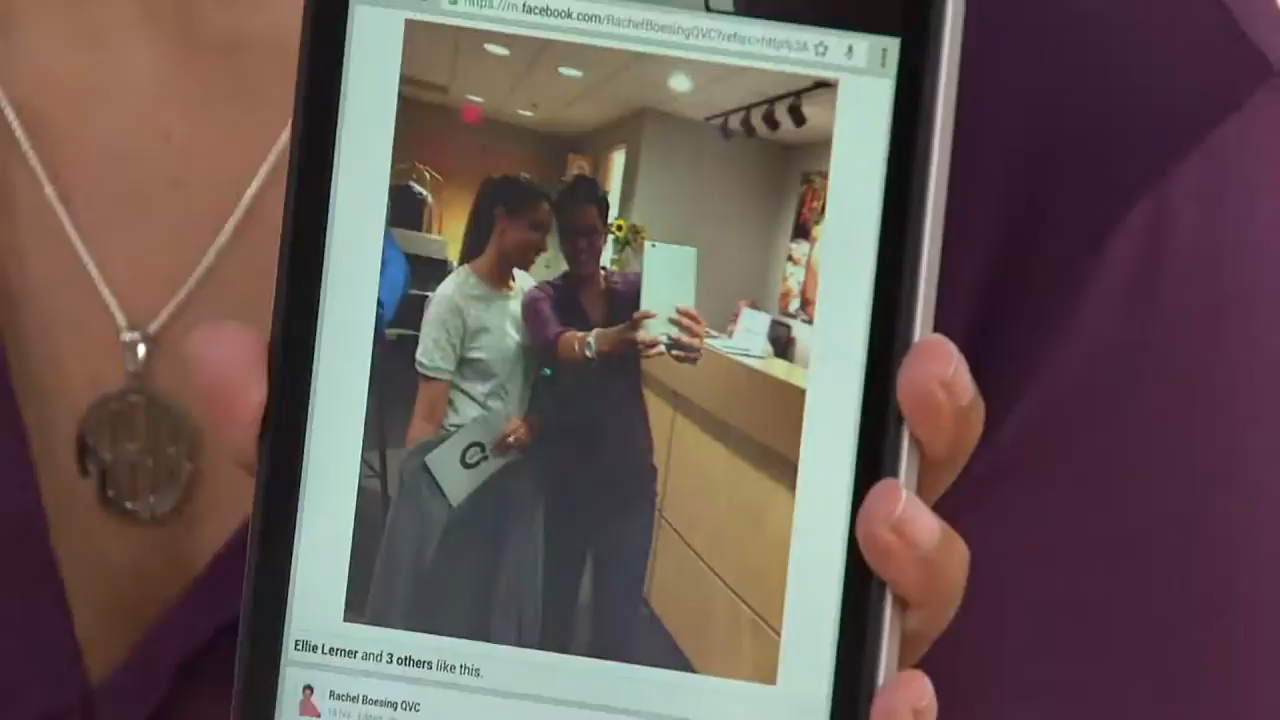 https://m.facebook.com/RachelBoesingQVC?refsrc=http%3A
Ellie Lerner and 3 others like this.
Rachel Boesing QVC